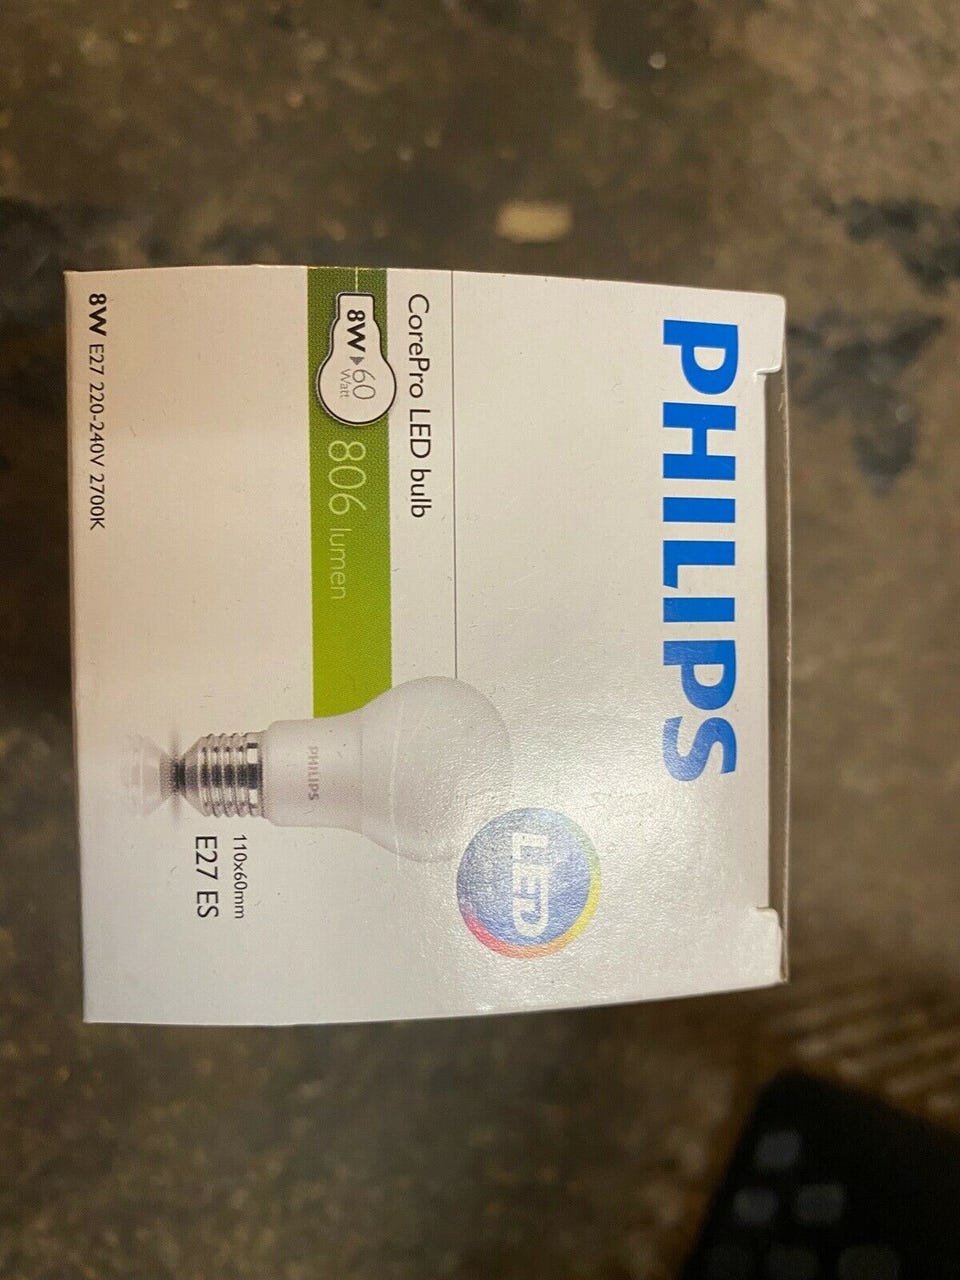 PHILIPS
CorePro LED bulb
8W▸60
Watt
806 lumen
LED
PHILIPS
110x60mm
E27 ES
8W E27 220-240V 2700K